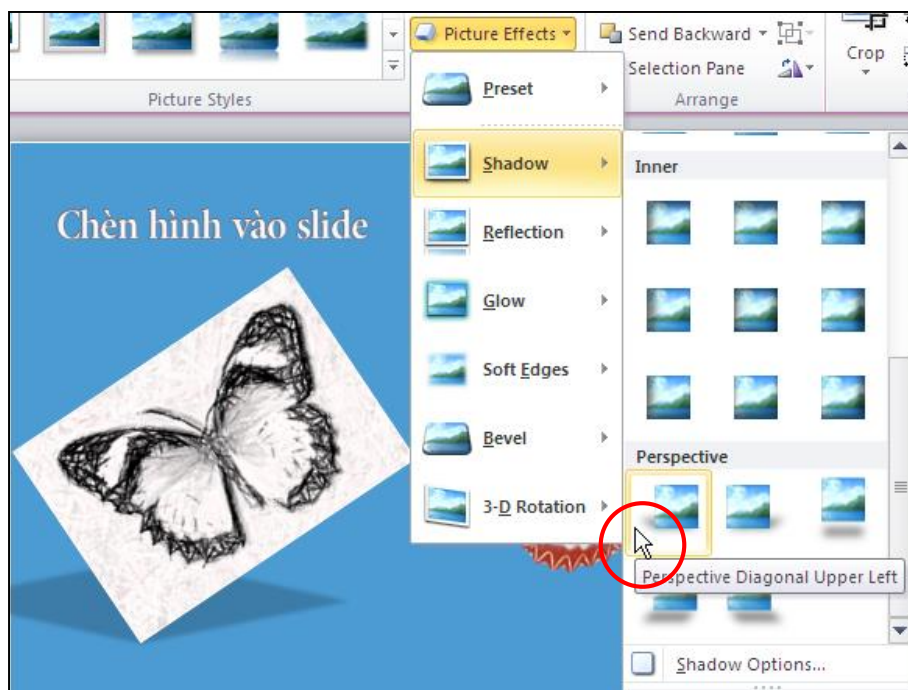 Picture Effects
Send Backward
Selection Pane
Crop
Picture Styles
Arrange
Preset
Shadow
Reflection
Glow
Soft Edges
Bevel
3-D Rotation
Inner
Perspective
Perspective Diagonal Upper Left
Shadow Options...
Chèn hình vào slide